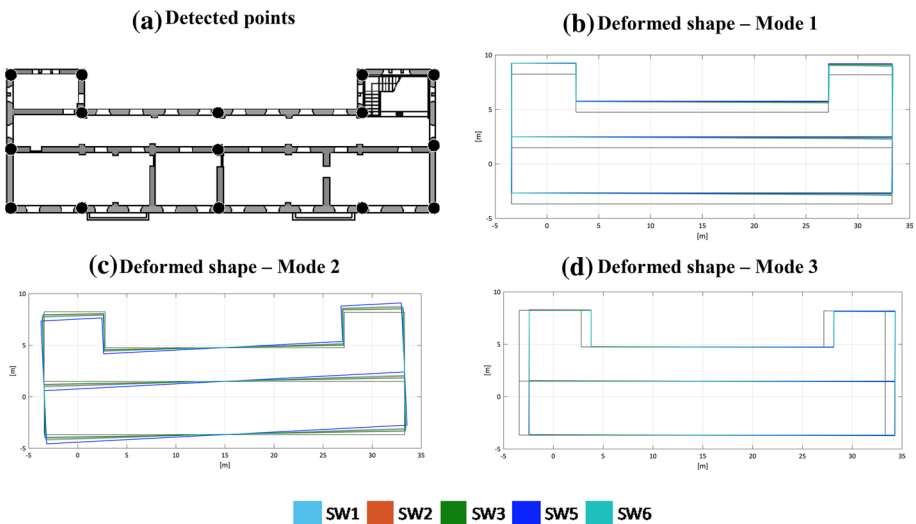 (a) Detected points
(b) Deformed shape – Mode 1
10
5
0
-5
[m]
-5 0 5 10 15 20 25 30 35
[m]
(c) Deformed shape – Mode 2
10
5
0
-5
[m]
-5 0 5 10 15 20 25 30 35
[m]
(d) Deformed shape – Mode 3
10
5
0
-5
[m]
-5 0 5 10 15 20 25 30 35
[m]
SW1 SW2 SW3 SW5 SW6